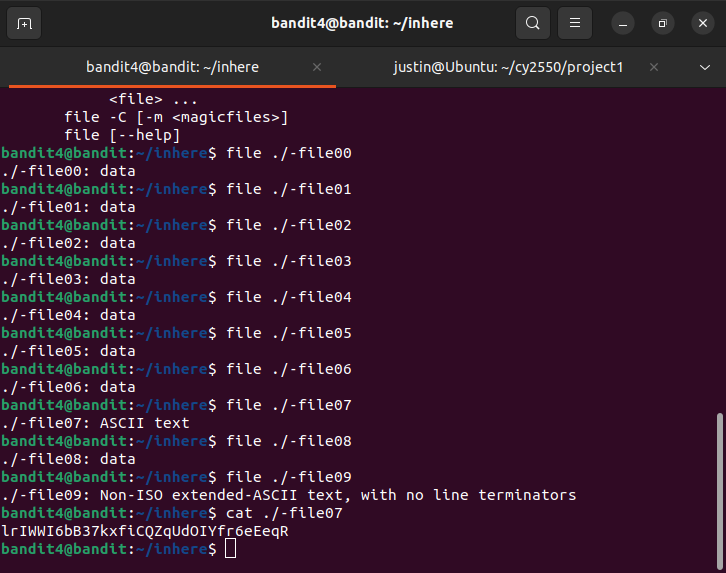 bandit4@bandit: ~/inhere
bandit4@bandit: ~/inhere
justin@Ubuntu: ~/cy2550/project1
<file> ...
file -C [-m <magicfiles>]
file [--help]
bandit4@bandit:~/inhere$ file ./-file00
./-file00: data
bandit4@bandit:~/inhere$ file ./-file01
./-file01: data
bandit4@bandit:~/inhere$ file ./-file02
./-file02: data
bandit4@bandit:~/inhere$ file ./-file03
./-file03: data
bandit4@bandit:~/inhere$ file ./-file04
./-file04: data
bandit4@bandit:~/inhere$ file ./-file05
./-file05: data
bandit4@bandit:~/inhere$ file ./-file06
./-file06: data
bandit4@bandit:~/inhere$ file ./-file07
./-file07: ASCII text
bandit4@bandit:~/inhere$ file ./-file08
./-file08: data
bandit4@bandit:~/inhere$ file ./-file09
./-file09: Non-ISO extended-ASCII text, with no line terminators
bandit4@bandit:~/inhere$ cat ./-file07
lrIWWI6bB37kxfiCQZqUdOIYfr6eEeqR
bandit4@bandit:~/inhere$